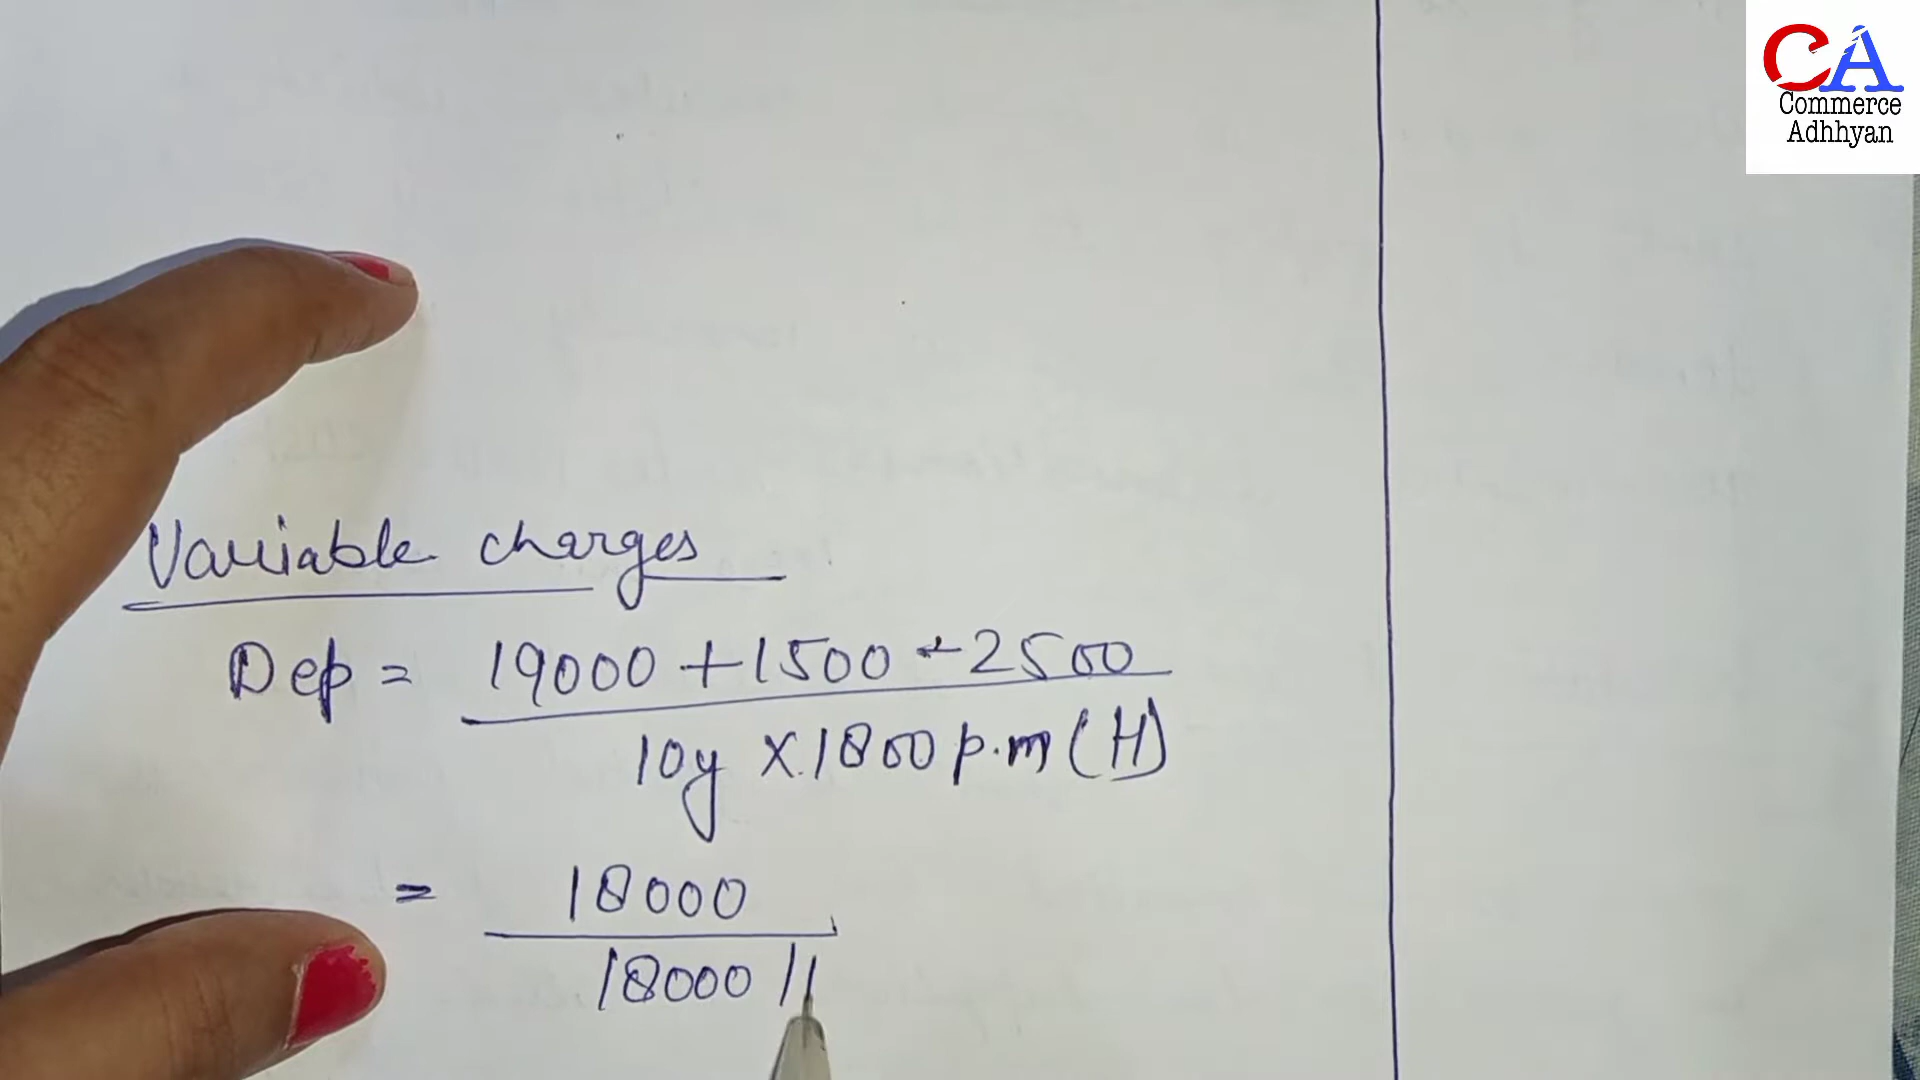 CA
Commerce
Adhhyan
Variable charges
Dep = 19000 + 1500 - 2500
10y × 1800 p.m (H)
= 18000
18000 H